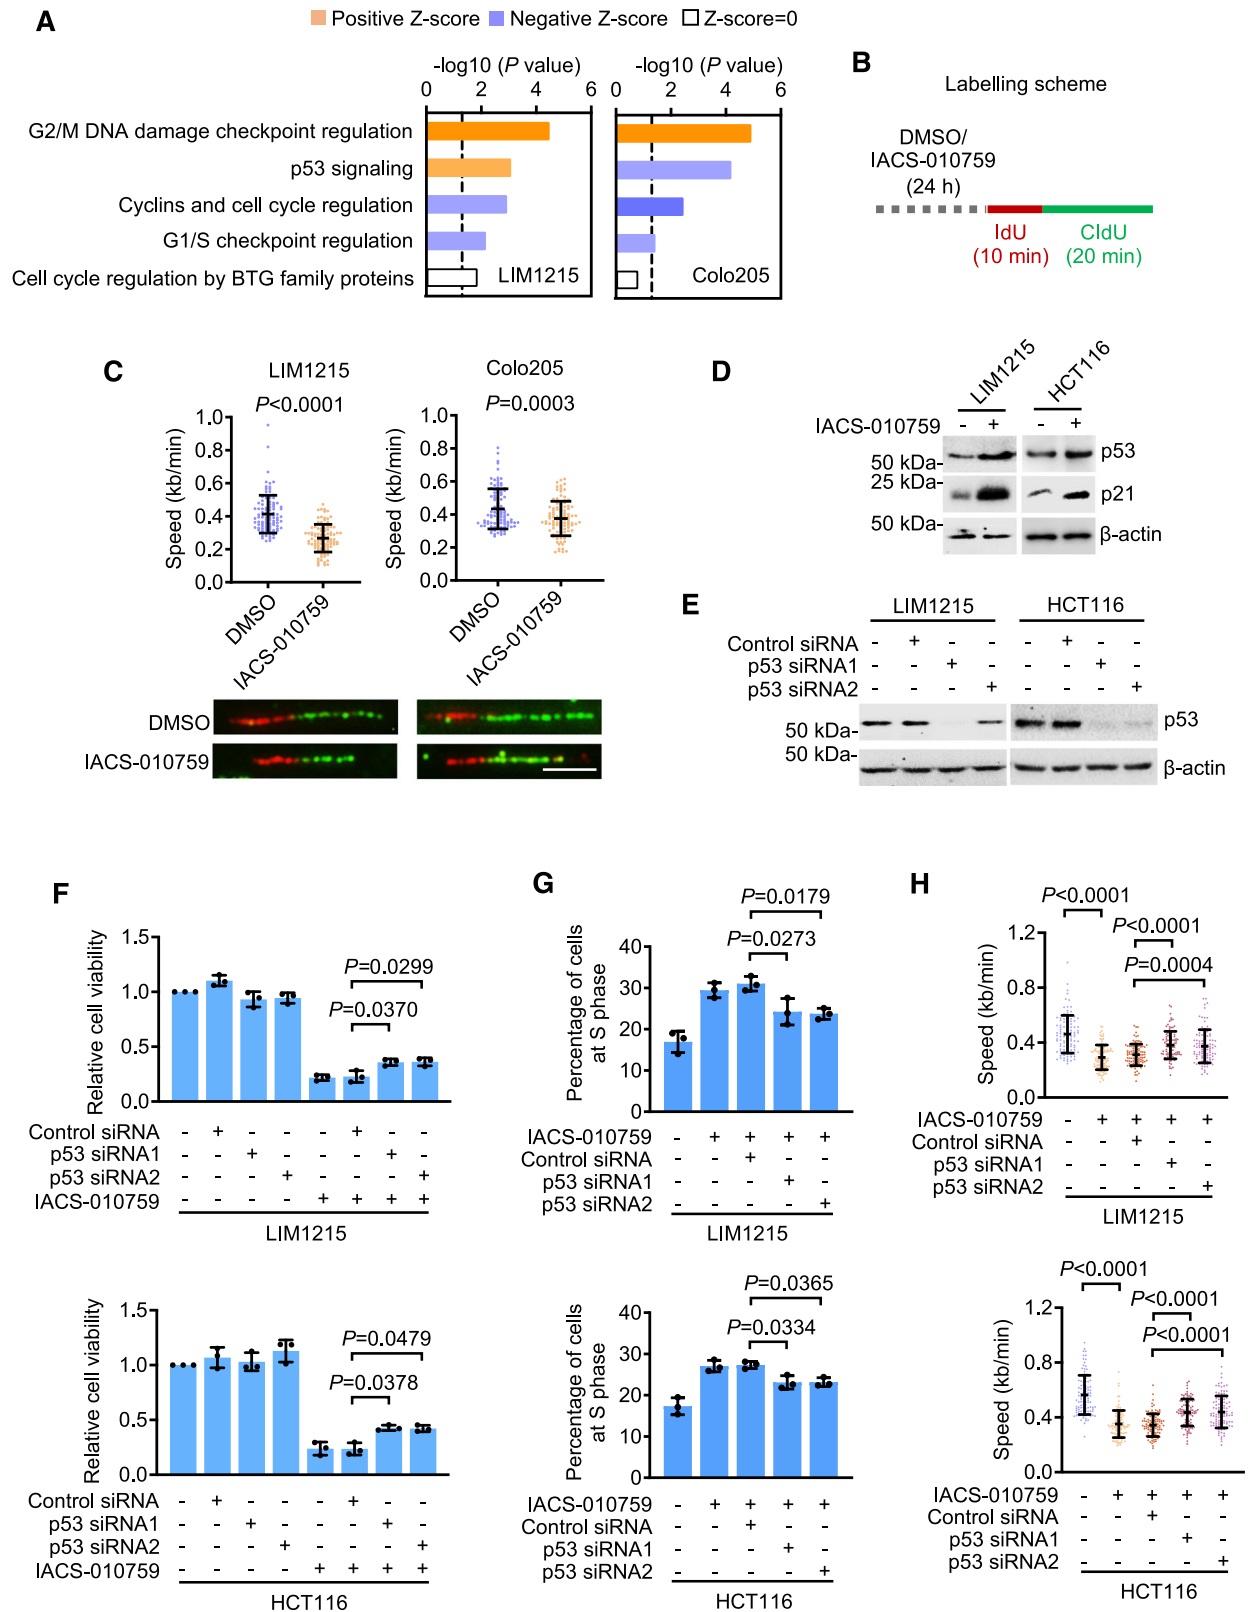 A
Positive Z-score Negative Z-score Z-score=0
-log10 (P value) -log10 (P value)
0 2 4 6 0 2 4 6
G2/M DNA damage checkpoint regulation
p53 signaling
Cyclins and cell cycle regulation
G1/S checkpoint regulation
Cell cycle regulation by BTG family proteins
LIM1215 Colo205
B
Labelling scheme
DMSO/
IACS-010759
(24 h)
IdU CldU
(10 min) (20 min)
C
LIM1215 Colo205
P<0.0001 P=0.0003
Speed (kb/min)
1.0
0.8
0.6
0.4
0.2
0.0
DMSO
IACS-010759
Speed (kb/min)
1.0
0.8
0.6
0.4
0.2
0.0
DMSO
IACS-010759
DMSO
IACS-010759
D
LIM1215 HCT116
IACS-010759 - + - +
50 kDa- p53
25 kDa- p21
50 kDa- β-actin
E
LIM1215 HCT116
Control siRNA - + - - - + - -
p53 siRNA1 - - + - - - + -
p53 siRNA2 - - - + - - - +
50 kDa- p53
50 kDa- β-actin
F
Relative cell viability
1.5
1.0
0.5
0.0
P=0.0299
P=0.0370
Control siRNA - + - - - + - -
p53 siRNA1 - - + - - - + -
p53 siRNA2 - - - + - - - +
IACS-010759 - - - - + + + +
LIM1215
Relative cell viability
1.5
1.0
0.5
0.0
P=0.0479
P=0.0378
Control siRNA - + - - - + - -
p53 siRNA1 - - + - - - + -
p53 siRNA2 - - - + - - - +
IACS-010759 - - - - + + + +
HCT116
G
Percentage of cells
at S phase
40
30
20
10
0
P=0.0179
P=0.0273
IACS-010759 - + + + +
Control siRNA - - + - -
p53 siRNA1 - - - + -
p53 siRNA2 - - - - +
LIM1215
Percentage of cells
at S phase
40
30
20
10
0
P=0.0365
P=0.0334
IACS-010759 - + + + +
Control siRNA - - + - -
p53 siRNA1 - - - + -
p53 siRNA2 - - - - +
HCT116
H
Speed (kb/min)
1.2
0.8
0.4
0.0
P<0.0001
P<0.0001
P=0.0004
IACS-010759 - + + + +
Control siRNA - - + - -
p53 siRNA1 - - - + -
p53 siRNA2 - - - - +
LIM1215
Speed (kb/min)
1.2
0.8
0.4
0.0
P<0.0001
P<0.0001
P<0.0001
IACS-010759 - + + + +
Control siRNA - - + - -
p53 siRNA1 - - - + -
p53 siRNA2 - - - - +
HCT116